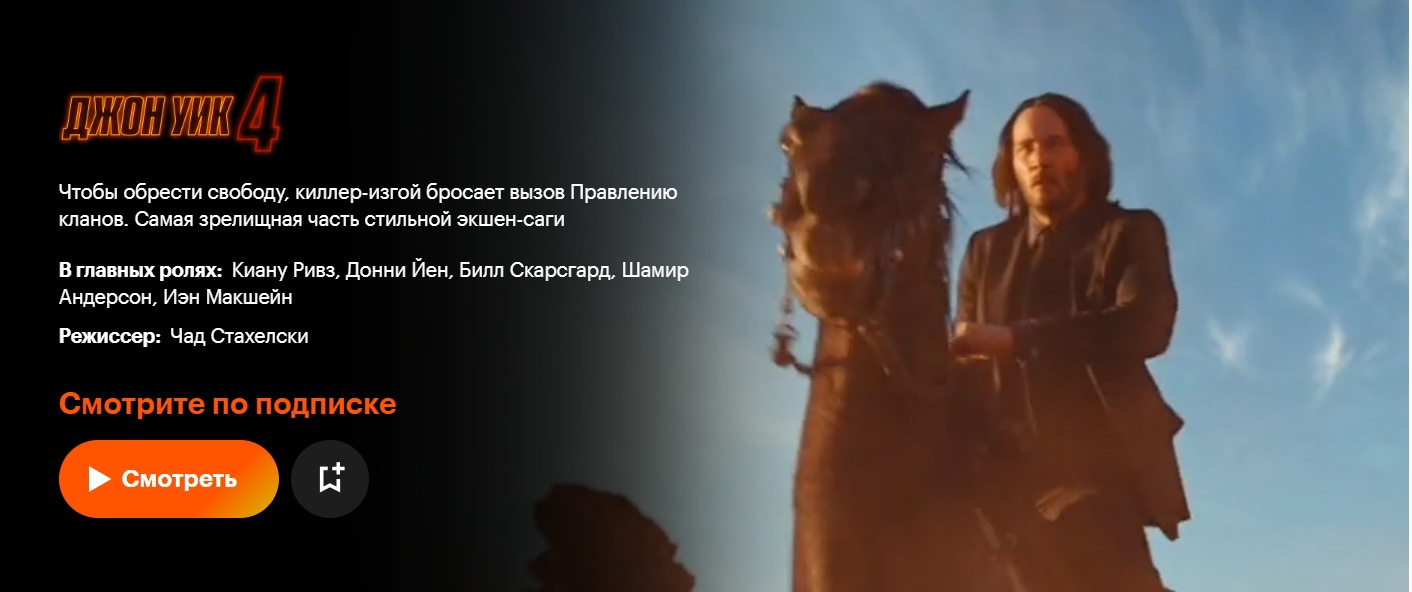 ДЖОН УИК 4
Чтобы обрести свободу, киллер-изгой бросает вызов Правлению
кланов. Самая зрелищная часть стильной экшен-саги
В главных ролях: Киану Ривз, Донни Йен, Билл Скарсгард, Шамир
Андерсон, Иэн Макшейн
Режиссер: Чад Стахелски
Смотрите по подписке
Смотреть